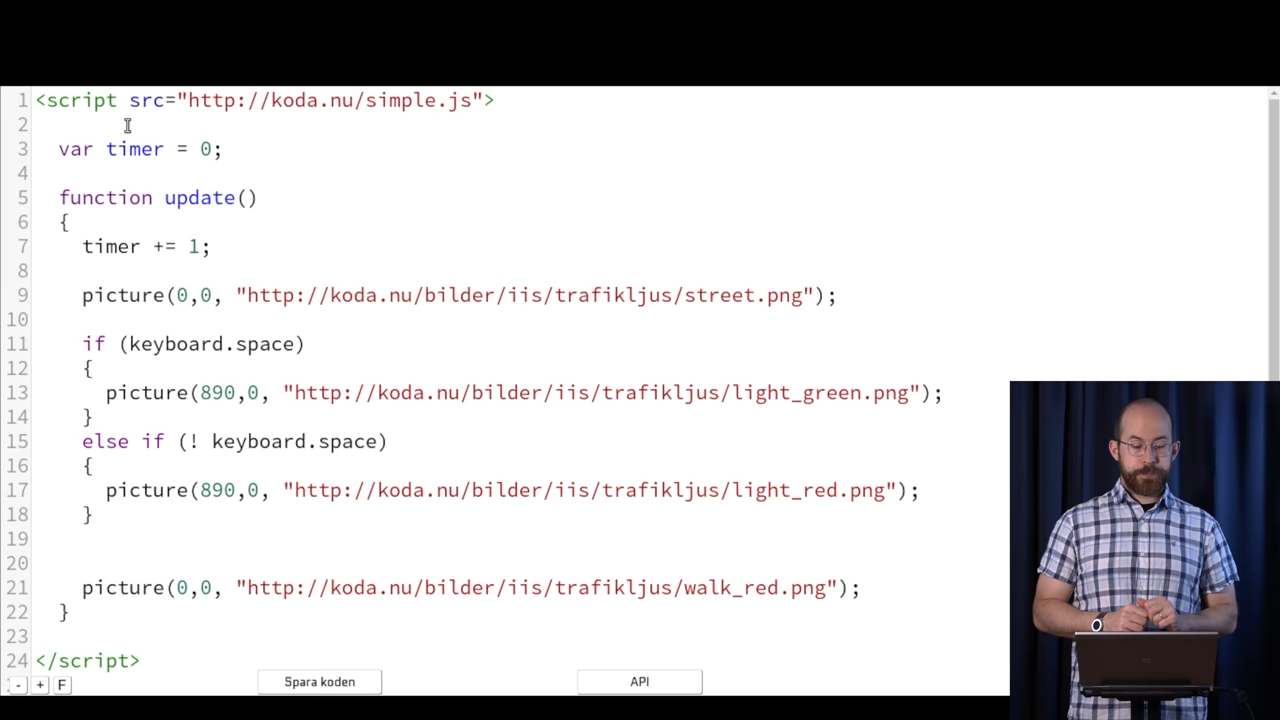 1 <script src="http://koda.nu/simple.js">
2
3 var timer = 0;
4
5 function update()
6 {
7 timer += 1;
8
9 picture(0,0, "http://koda.nu/bilder/iis/trafikljus/street.png");
10
11 if (keyboard.space)
12 {
13 picture(890,0, "http://koda.nu/bilder/iis/trafikljus/light_green.png");
14 }
15 else if (! keyboard.space)
16 {
17 picture(890,0, "http://koda.nu/bilder/iis/trafikljus/light_red.png");
18 }
19
20
21 picture(0,0, "http://koda.nu/bilder/iis/trafikljus/walk_red.png");
22 }
23
24 </script>
- + F Spara koden API